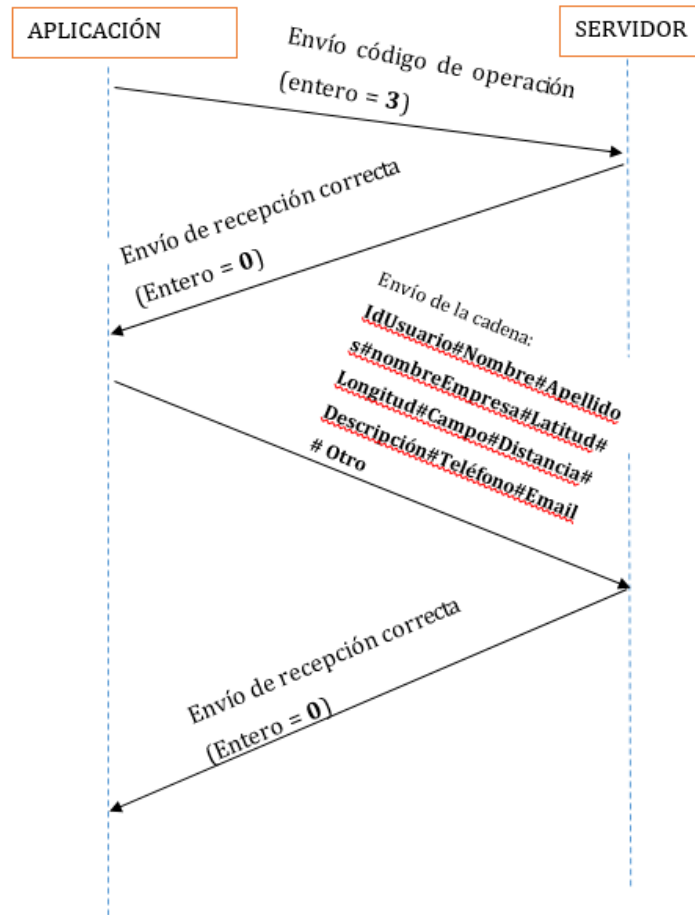 APLICACIÓN
SERVIDOR
Envío código de operación
(entero = 3)
Envío de recepción correcta
(Entero = 0)
Envío de la cadena:
IdUsuario#Nombre#Apellido
s#nombreEmpresa#Latitud#
Longitud#Campo#Distancia#
Descripción#Teléfono#Email
# Otro
Envío de recepción correcta
(Entero = 0)